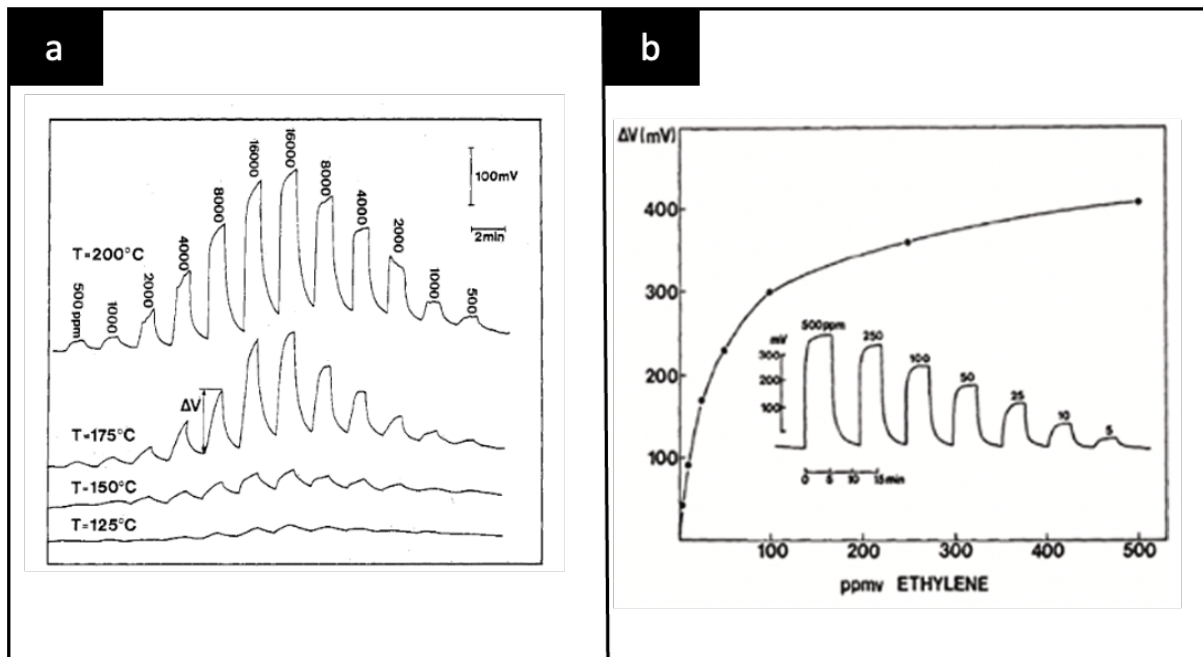 a
500ppm
1000
2000
4000
8000
16000
16000
8000
4000
2000
1000
500
100mV
2min
T=200°C
ΔV
T=175°C
T=150°C
T=125°C
b
ΔV(mV)
400
300
200
100
mV
300
200
100
500ppm
250
100
50
25
10
5
0 5 10 15min
100 200 300 400 500
ppmv ETHYLENE